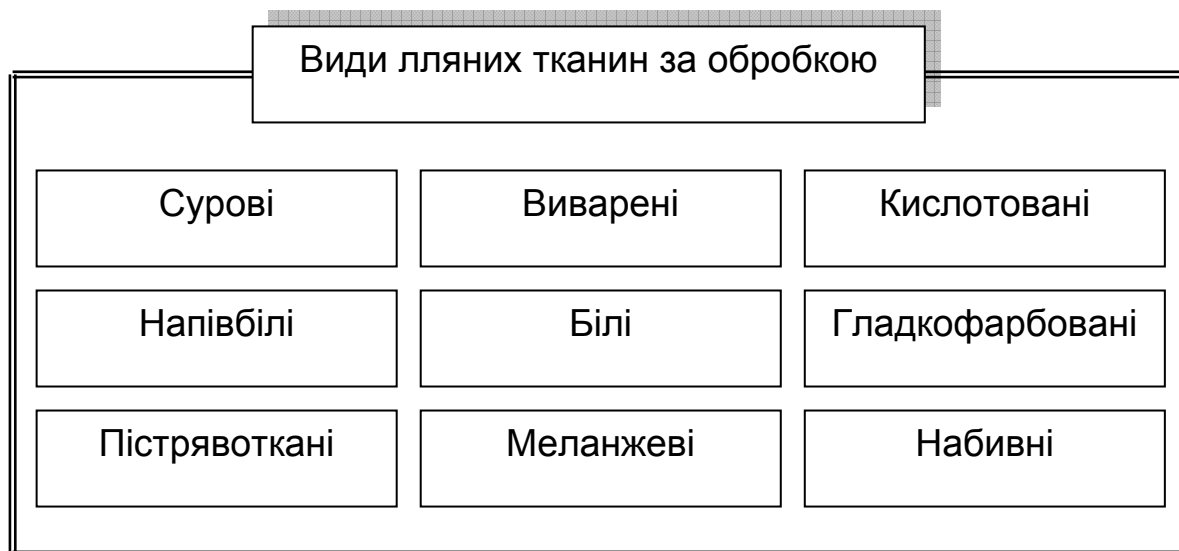 Види лляних тканин за обробкою
Сурові
Виварені
Кислотовані
Напівбілі
Білі
Гладкофарбовані
Пістрявоткані
Меланжеві
Набивні